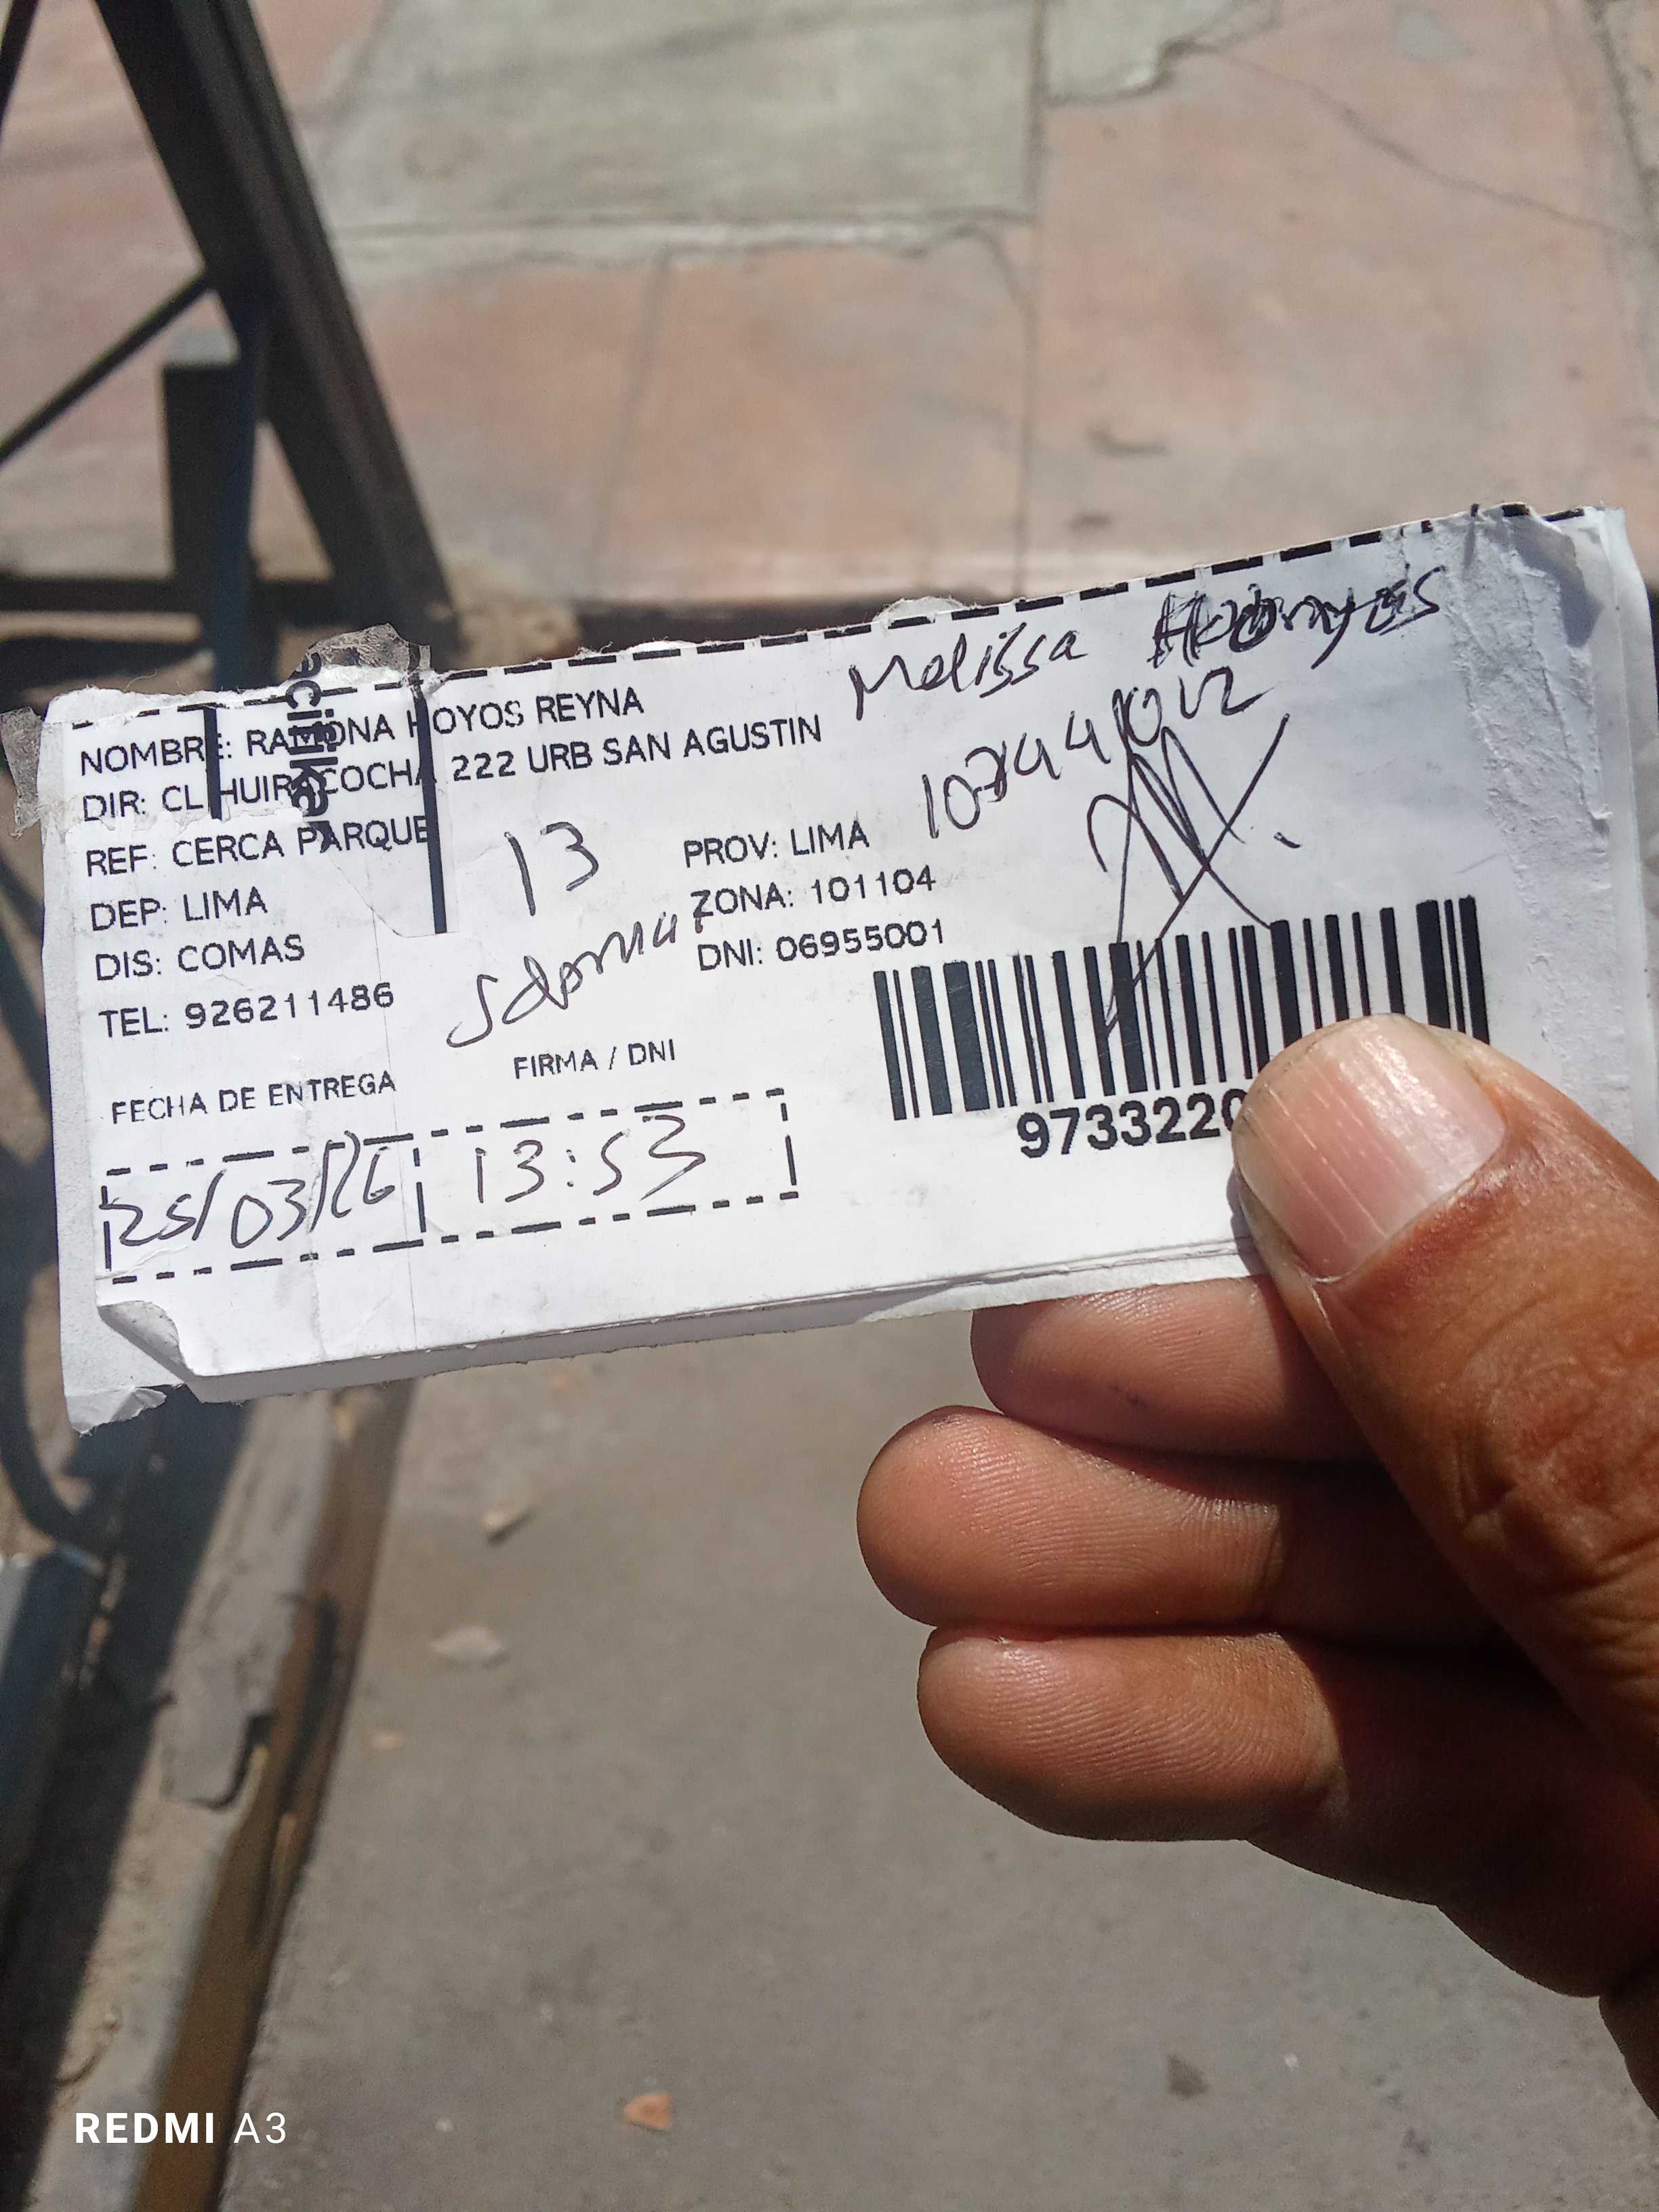 Melissa
NOMBRE: RAMONA HOYOS REYNA
DIR: CL HUIRACOCHA 222 URB SAN AGUSTIN
REF: CERCA PARQUE
13
PROV: LIMA
DEP: LIMA
ZONA: 101104
DIS: COMAS
DNI: 06955001
TEL: 926211486
FECHA DE ENTREGA
FIRMA / DNI
25/03/26
13:53
973322
REDMI A3